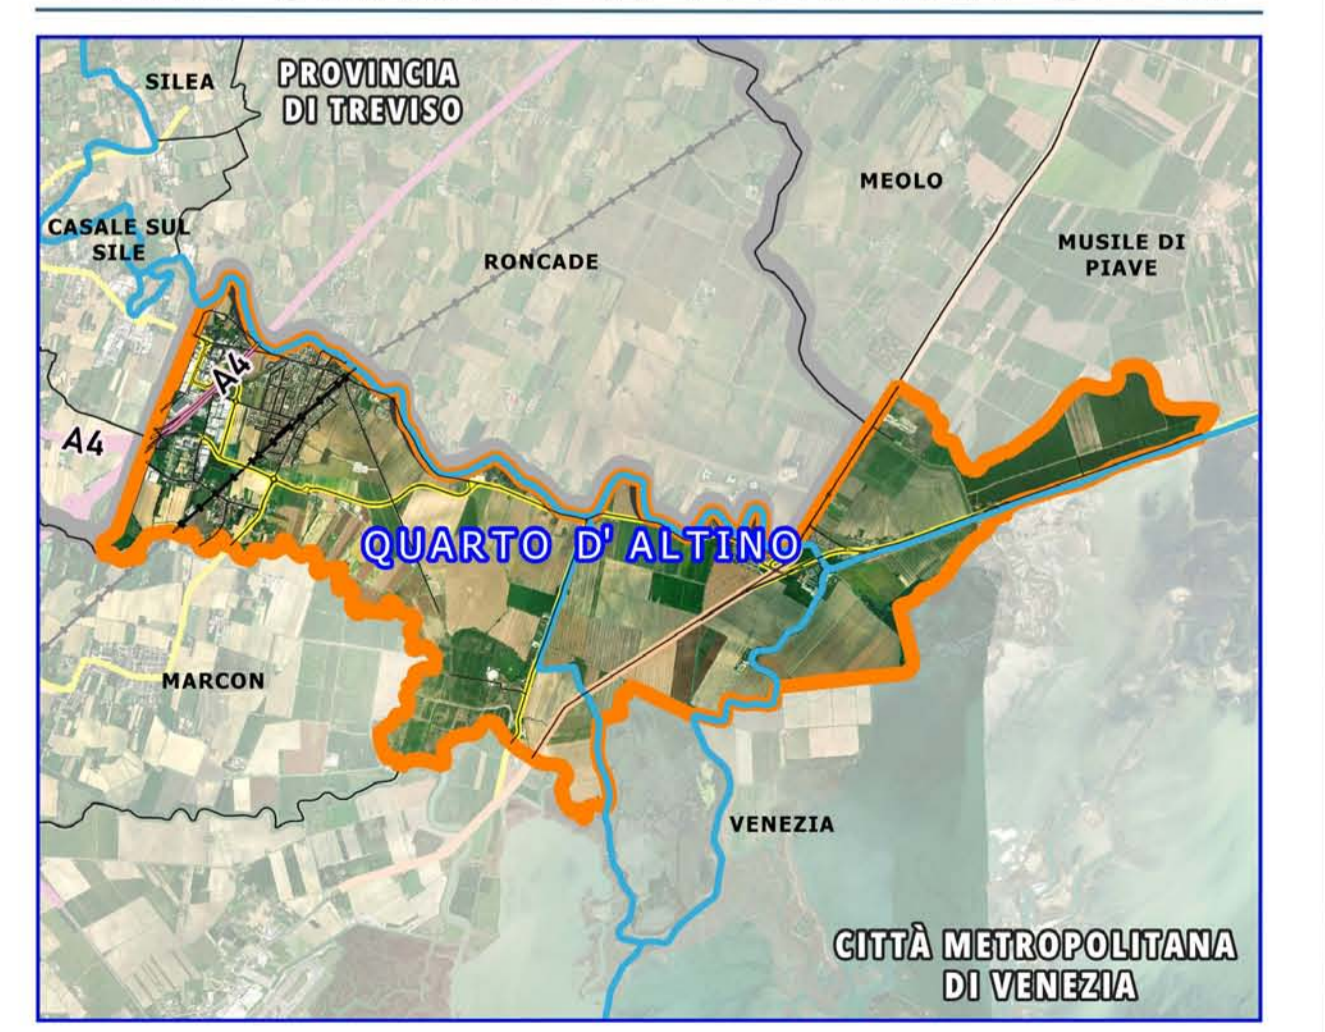 SILEA
PROVINCIA
DI TREVISO
MEOLO
CASALE SUL
SILE
RONCADE
MUSILE DI
PIAVE
A4
A4
QUARTO D' ALTINO
MARCON
VENEZIA
CITTÀ METROPOLITANA
DI VENEZIA